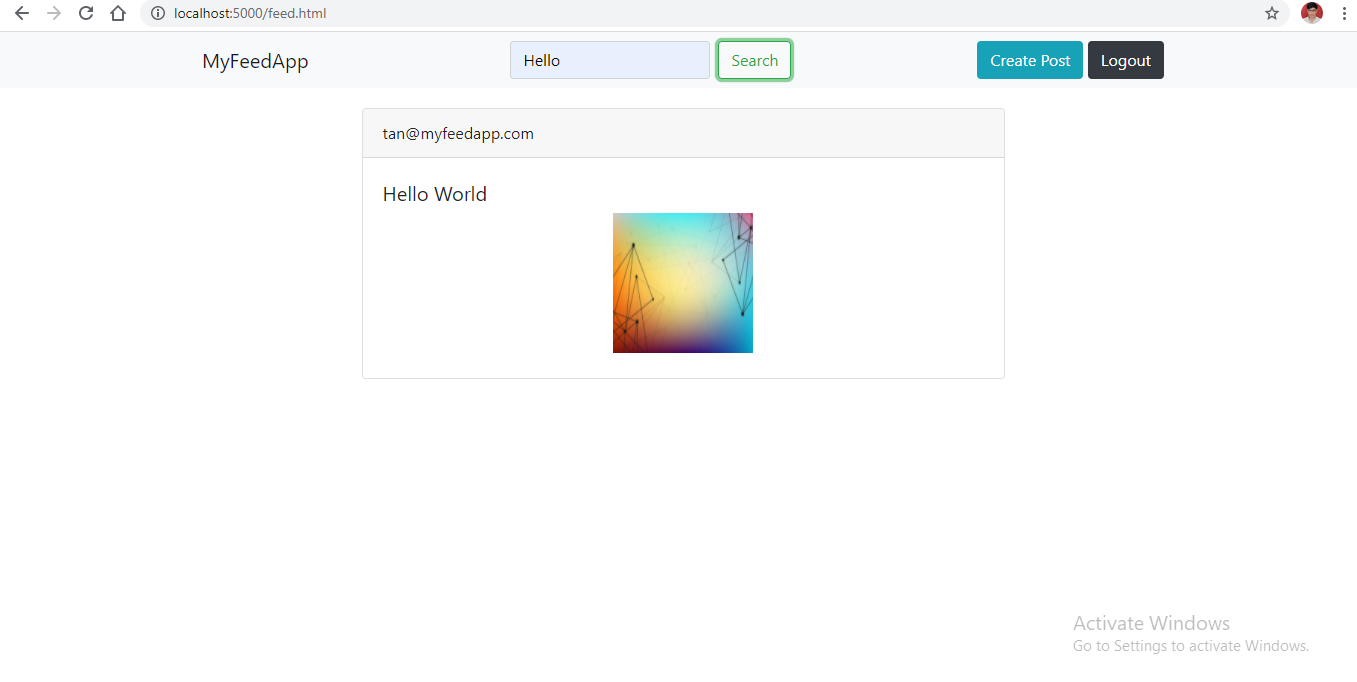 localhost:5000/feed.html
MyFeedApp
Hello
Search
Create Post
Logout
tan@myfeedapp.com
Hello World
Activate Windows
Go to Settings to activate Windows.